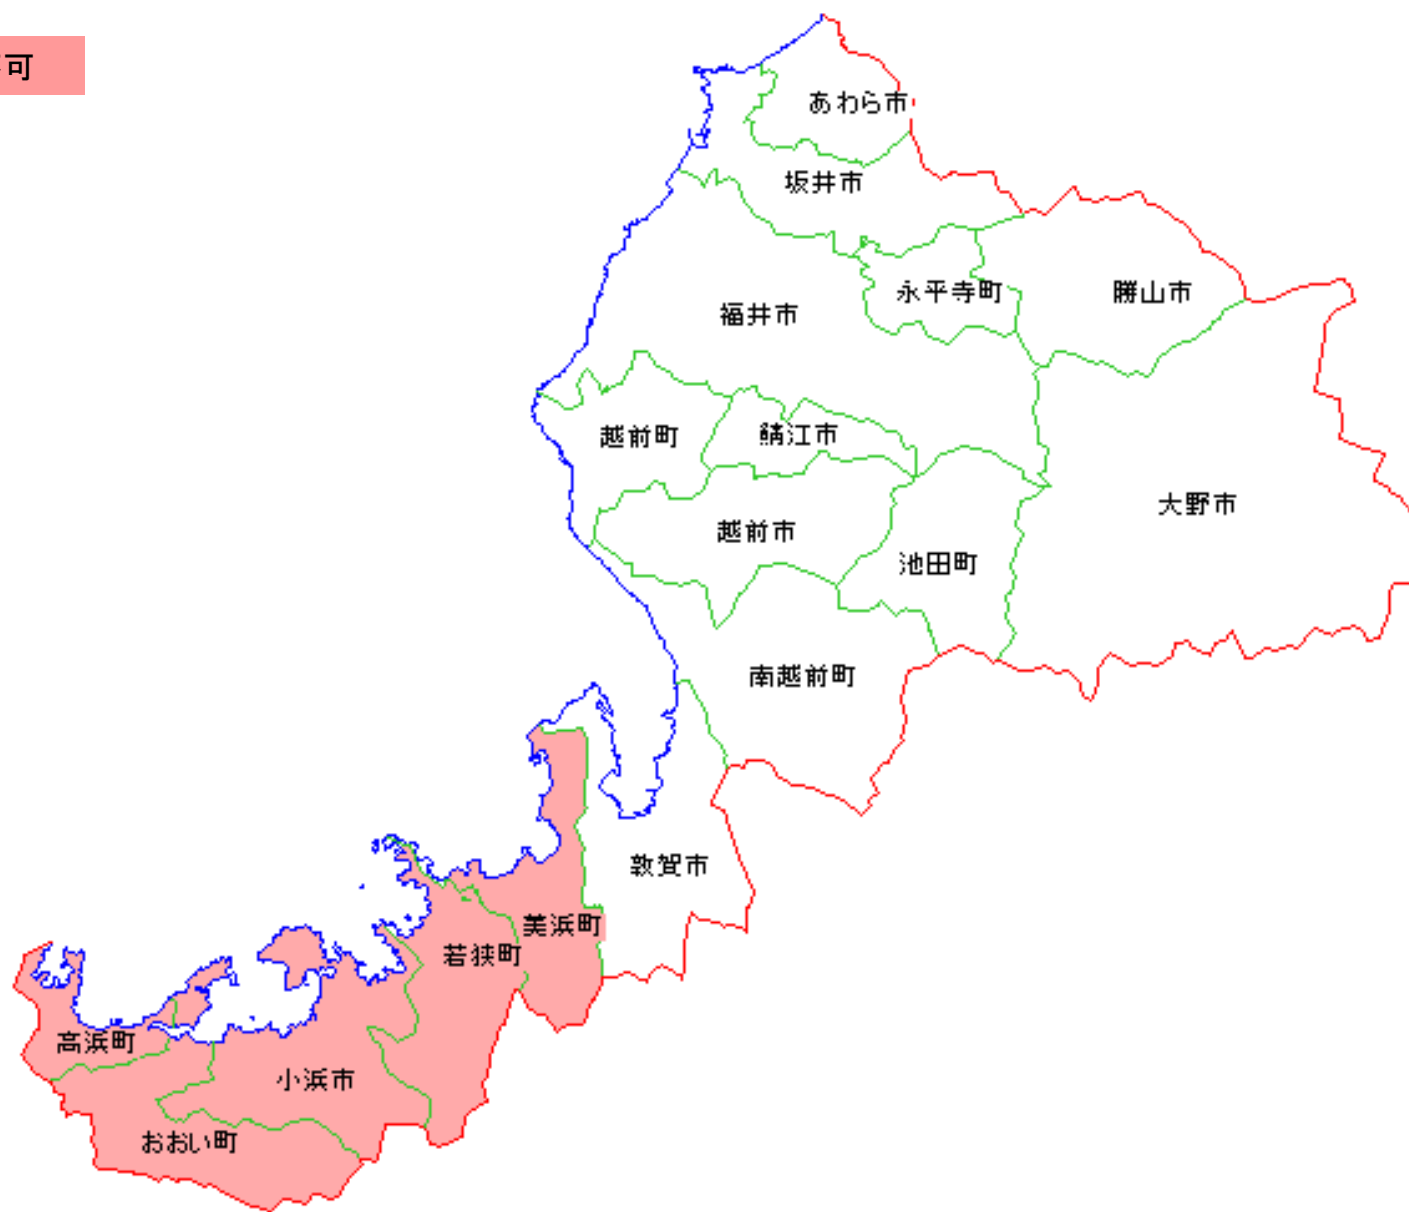 可
あわら市
坂井市
永平寺町
勝山市
福井市
越前町
鯖江市
大野市
越前市
池田町
南越前町
敦賀市
美浜町
若狭町
高浜町
小浜市
おおい町